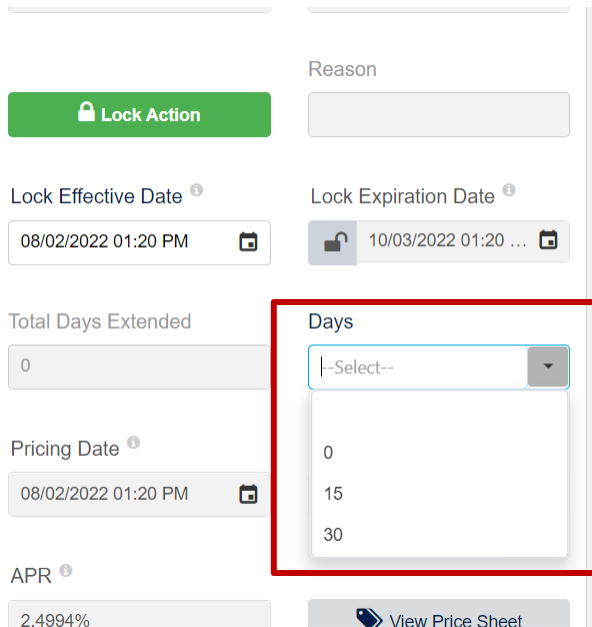 Reason
Lock Action
Lock Effective Date
Lock Expiration Date
08/02/2022 01:20 PM
10/03/2022 01:20 ...
Total Days Extended
Days
0
--Select--
0
15
30
Pricing Date
08/02/2022 01:20 PM
APR
2.4994%
View Price Sheet